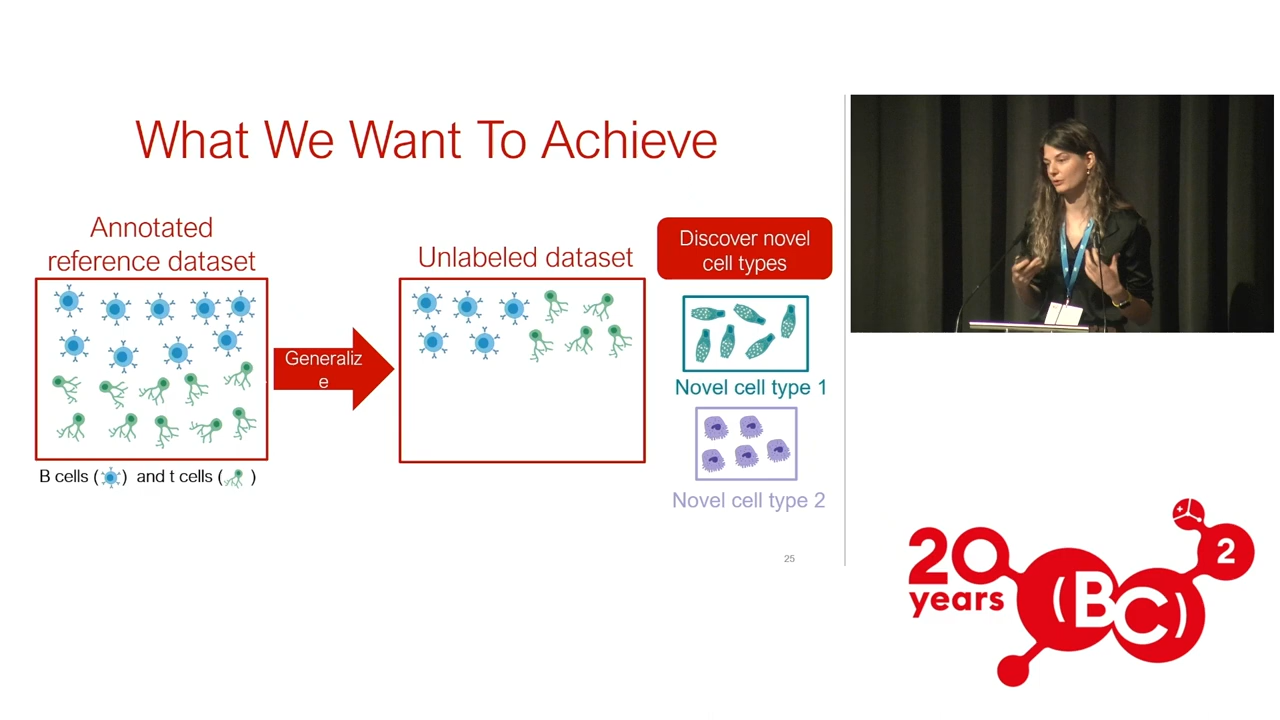 What We Want To Achieve
Annotated
reference dataset
B cells ( ) and t cells ( )
Generaliz
e
Unlabeled dataset
Discover novel
cell types
Novel cell type 1
Novel cell type 2
25
20
years
(BC)
2